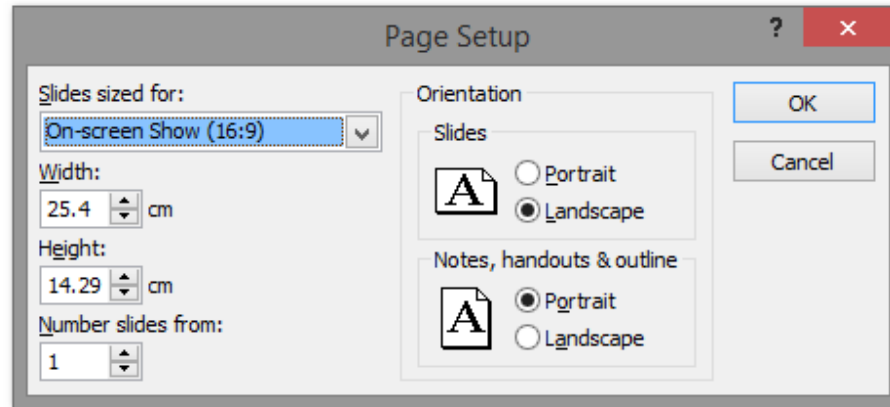 Page Setup
?
Slides sized for:
On-screen Show (16:9)
Width:
25.4 cm
Height:
14.29 cm
Number slides from:
1
Orientation
Slides
A
Portrait
Landscape
Notes, handouts & outline
A
Portrait
Landscape
OK
Cancel